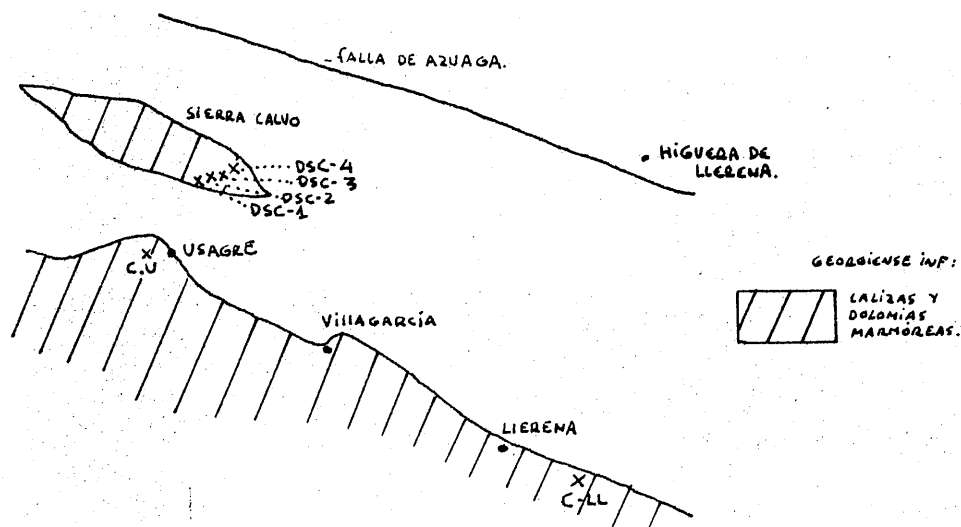 FALLA DE AZUAGA.
SIERRA CALVO
HIGUERA DE
LLERENA.
DSC-4
DSC-3
DSC-2
DSC-1
USAGRE
C.U
GEORGIENSE INF:
CALIZAS Y
DOLOMIAS
MARMÓREAS.
VILLAGARCÍA
LLERENA
C-LL